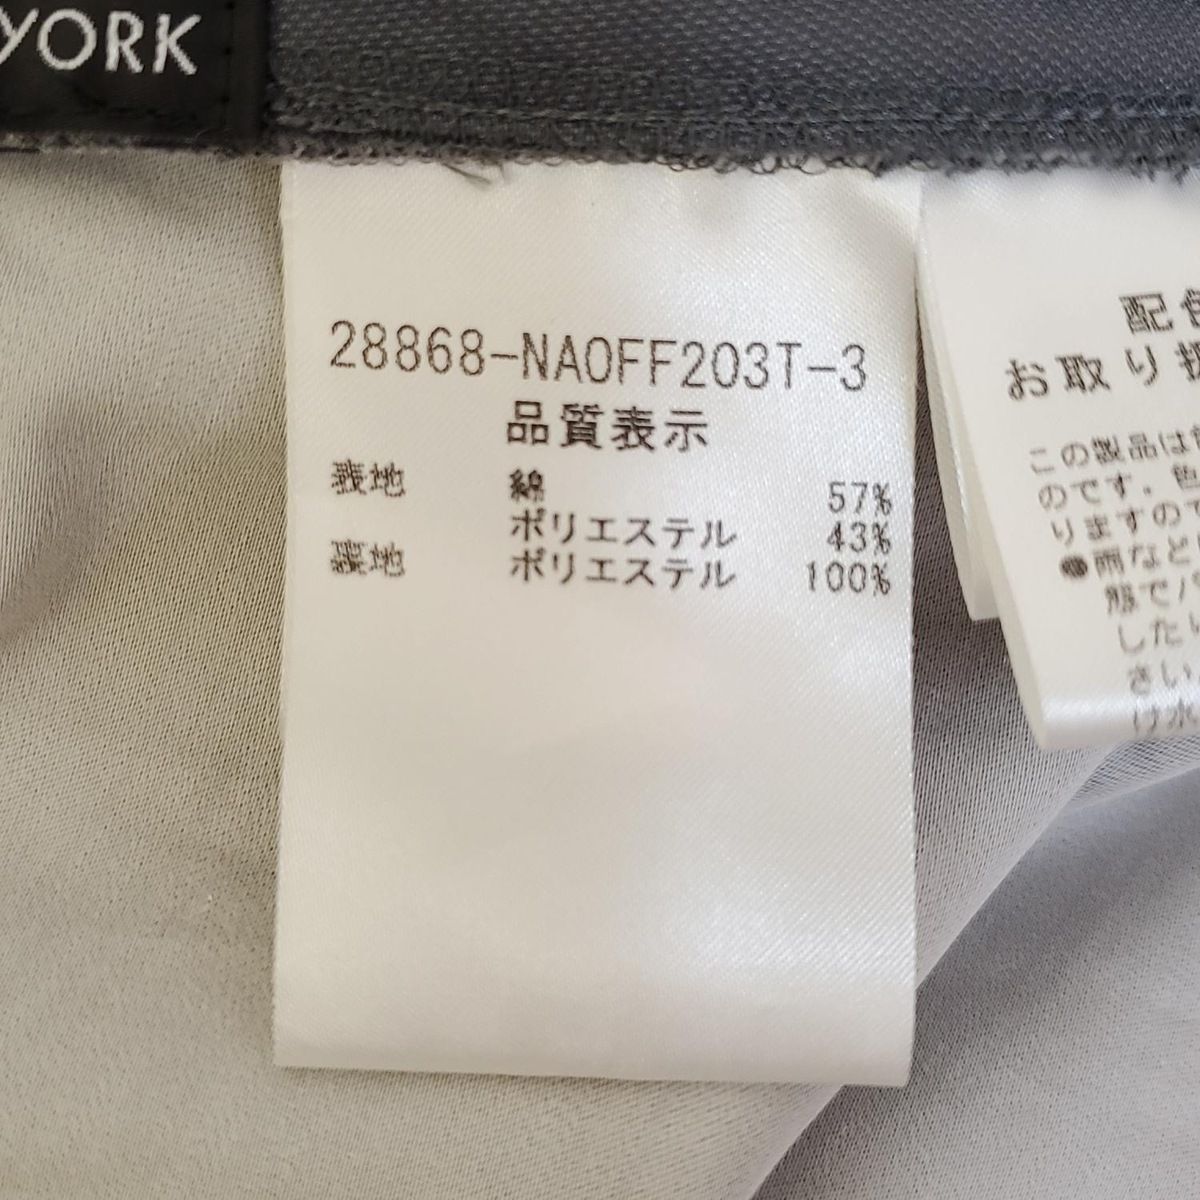 YORK
28868-NAOFF203T-3
品質表示
表地 綿 57%
ポリエステル 43%
裏地 ポリエステル 100%
配色
お取り扱
この製品は
のです．色
りますので
●雨など
態で
したい
さい．
け水